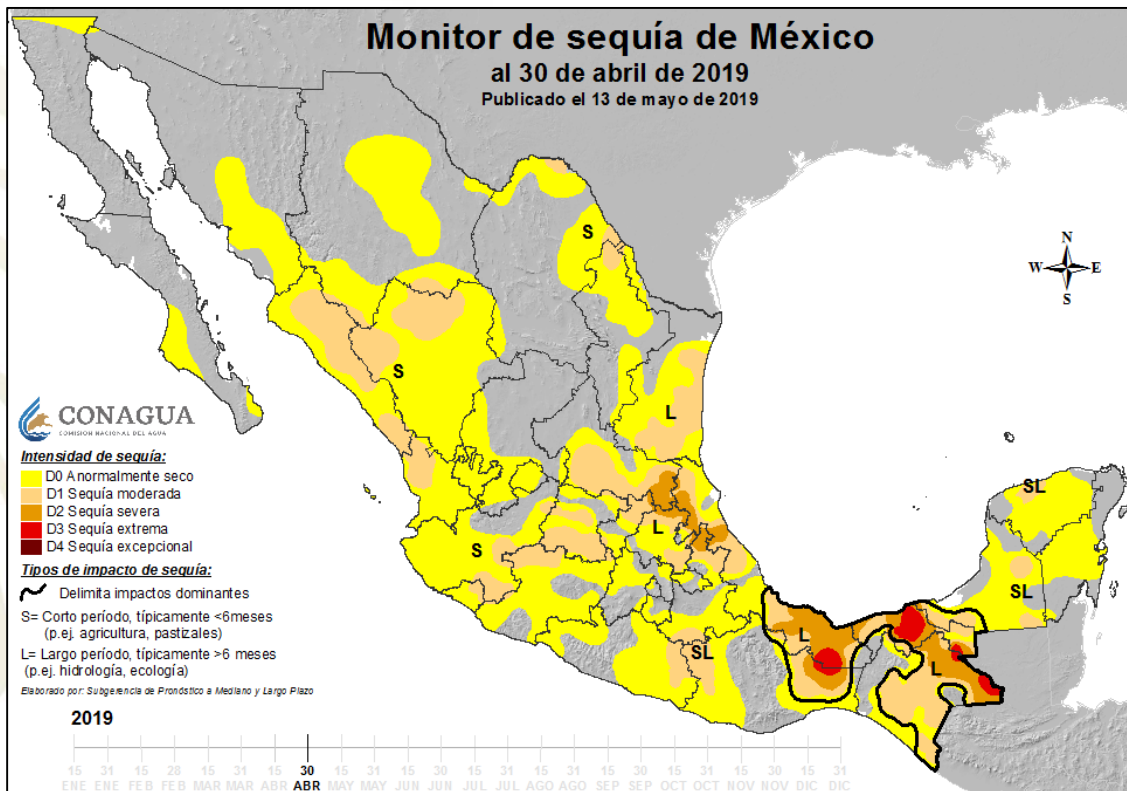 Monitor de sequía de México
al 30 de abril de 2019
Publicado el 13 de mayo de 2019
N
W E
S
S
S
L
L
S
SL
SL
SL
L
L
CONAGUA
COMISIÓN NACIONAL DEL AGUA
Intensidad de sequía:
D0 Anormalmente seco
D1 Sequía moderada
D2 Sequía severa
D3 Sequía extrema
D4 Sequía excepcional
Tipos de impacto de sequía:
Delimita impactos dominantes
S= Corto período, típicamente <6meses
(p.ej. agricultura, pastizales)
L= Largo período, típicamente >6 meses
(p.ej. hidrología, ecología)
Elaborado por: Subgerencia de Pronóstico a Mediano y Largo Plazo
2019
15 31 15 28 15 31 15 30 15 31 15 30 15 31 15 31 15 30 15 31 15 30 15 31
ENE ENE FEB FEB MAR MAR ABR ABR MAY MAY JUN JUN JUL JUL AGO AGO SEP SEP OCT OCT NOV NOV DIC DIC